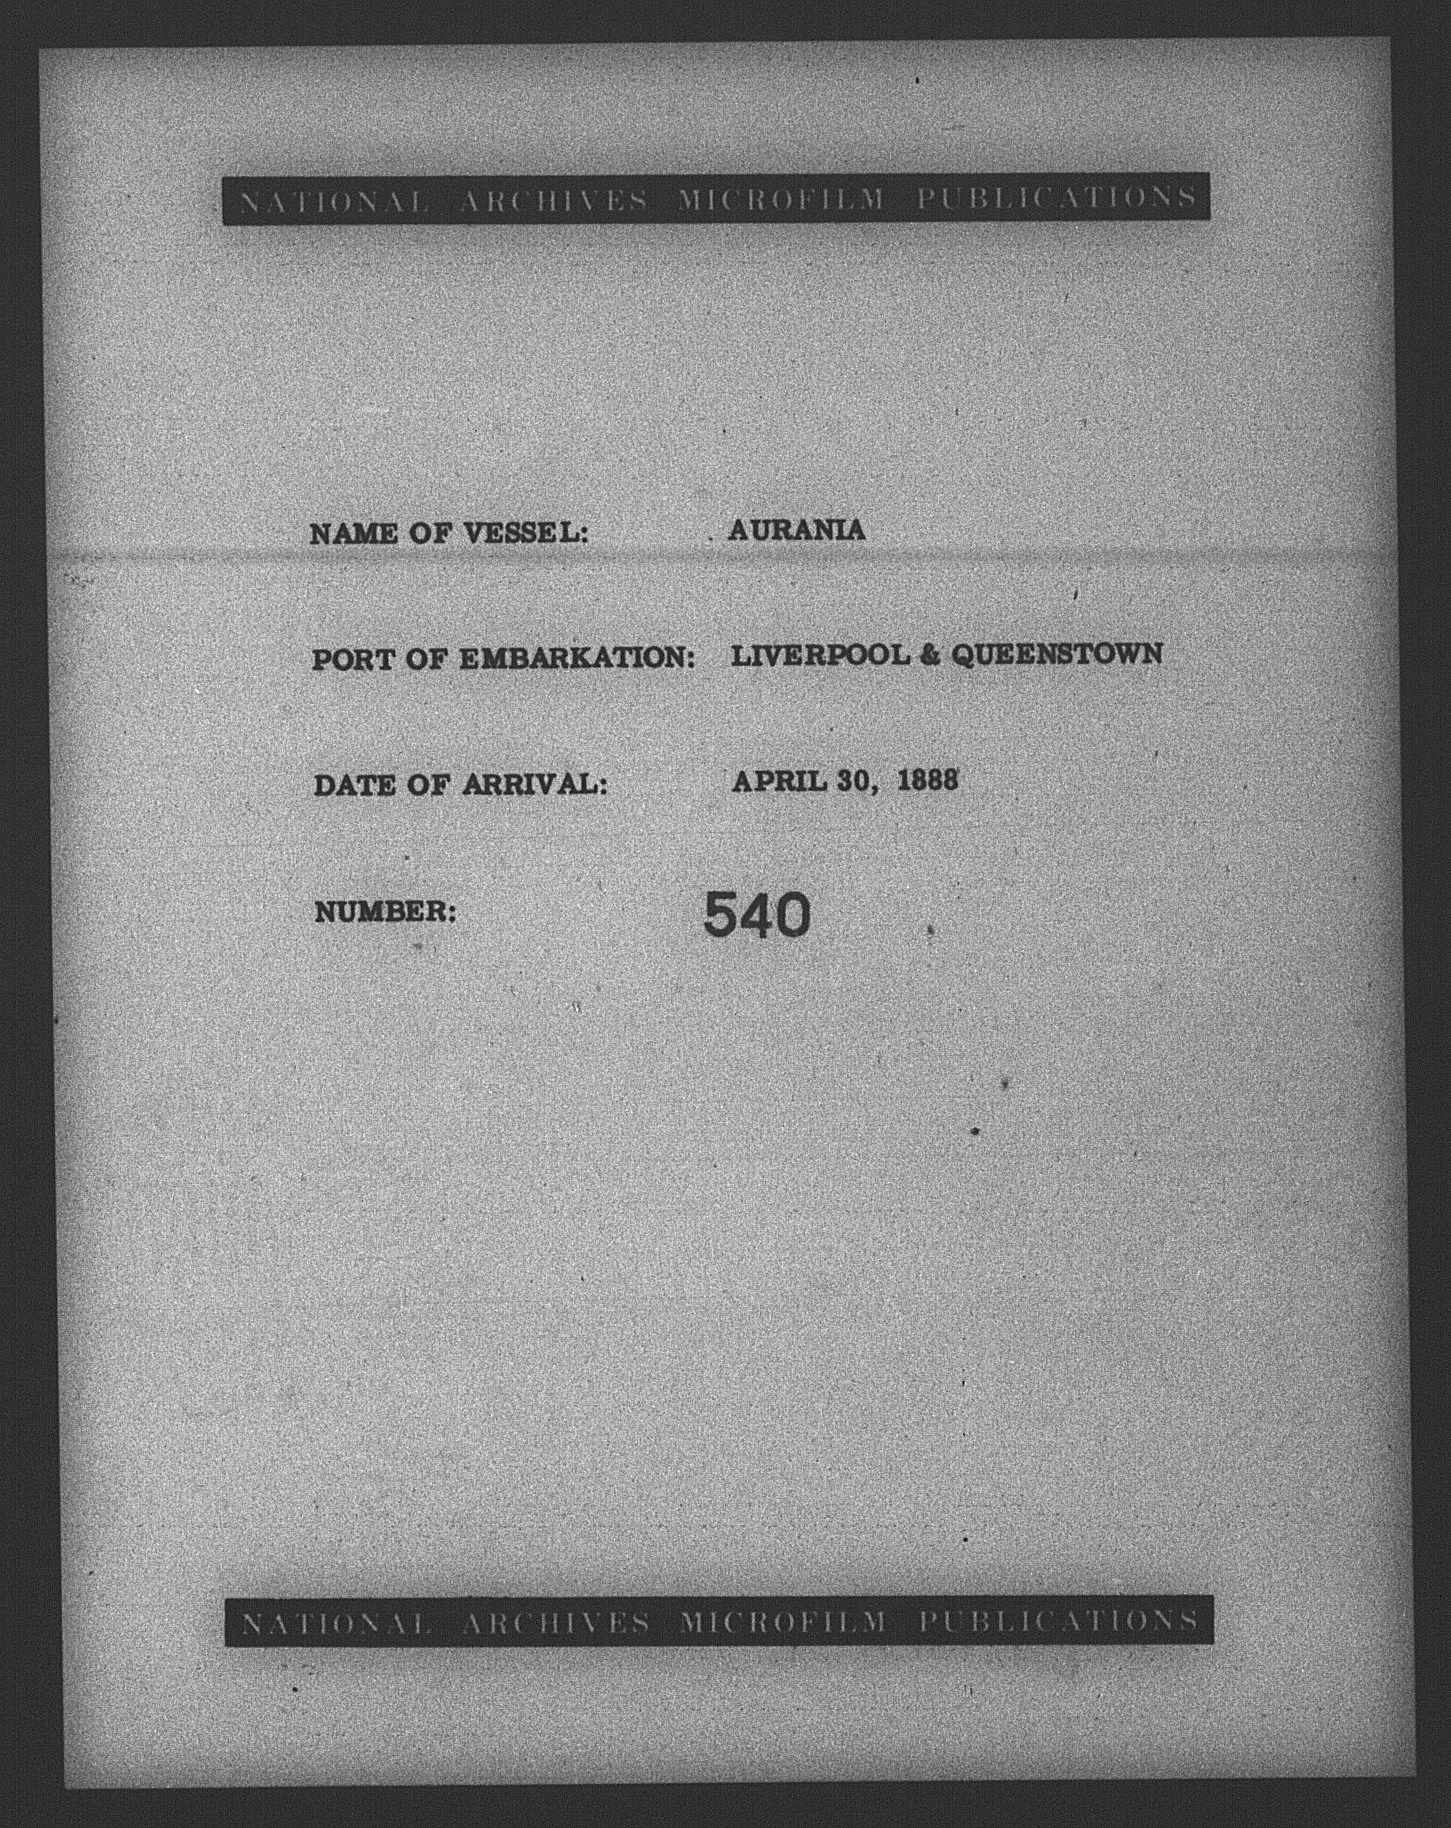 NATIONAL ARCHIVES MICROFILM PUBLICATIONS
NAME OF VESSEL: AURANIA
PORT OF EMBARKATION: LIVERPOOL & QUEENSTOWN
DATE OF ARRIVAL: APRIL 30, 1888
NUMBER: 540
NATIONAL ARCHIVES MICROFILM PUBLICATIONS